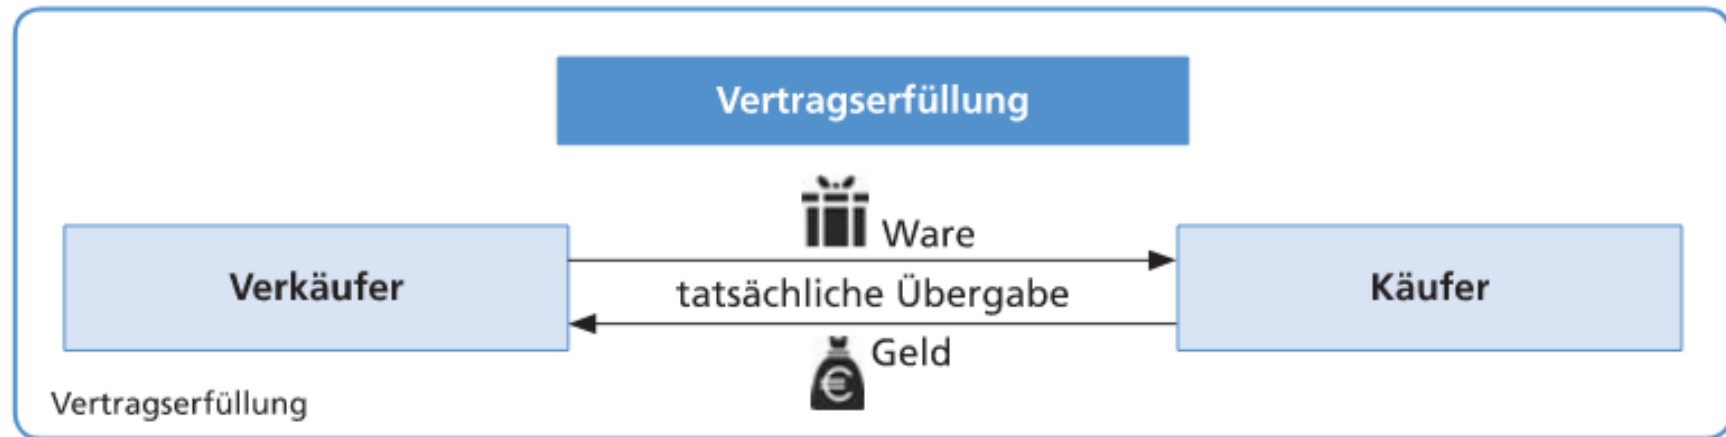 Vertragserfüllung
Ware
Verkäufer
tatsächliche Übergabe
Käufer
Geld
€
Vertragserfüllung